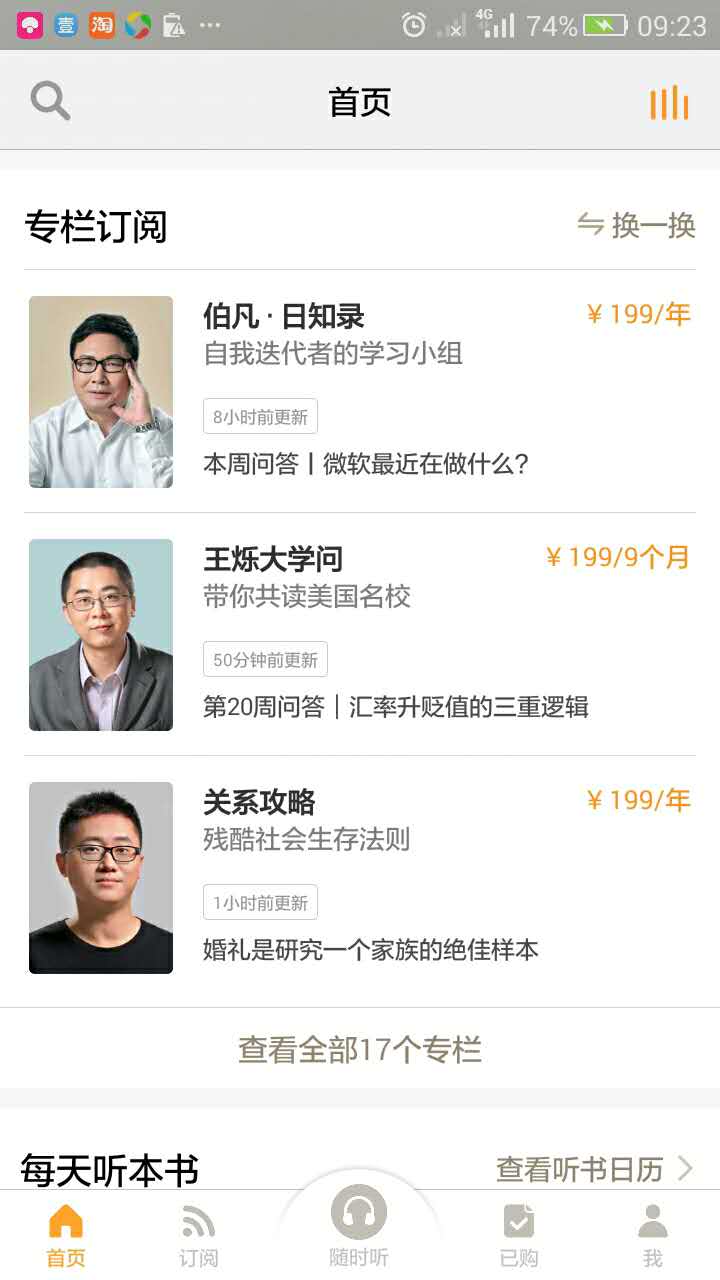 壹
淘
4G
74%
09:23
首页
专栏订阅
换一换
伯凡·日知录
¥199/年
自我迭代者的学习小组
8小时前更新
本周问答丨微软最近在做什么?
王烁大学问
¥199/9个月
带你共读美国名校
50分钟前更新
第20周问答｜汇率升贬值的三重逻辑
关系攻略
¥199/年
残酷社会生存法则
1小时前更新
婚礼是研究一个家族的绝佳样本
查看全部17个专栏
每天听本书
查看听书日历
首页
订阅
随时听
已购
我